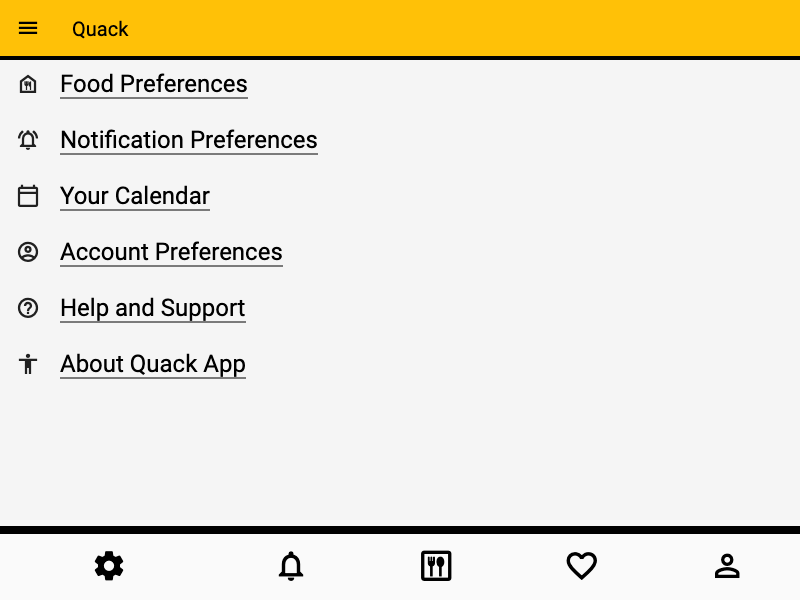 Quack
Food Preferences
Notification Preferences
Your Calendar
Account Preferences
Help and Support
About Quack App